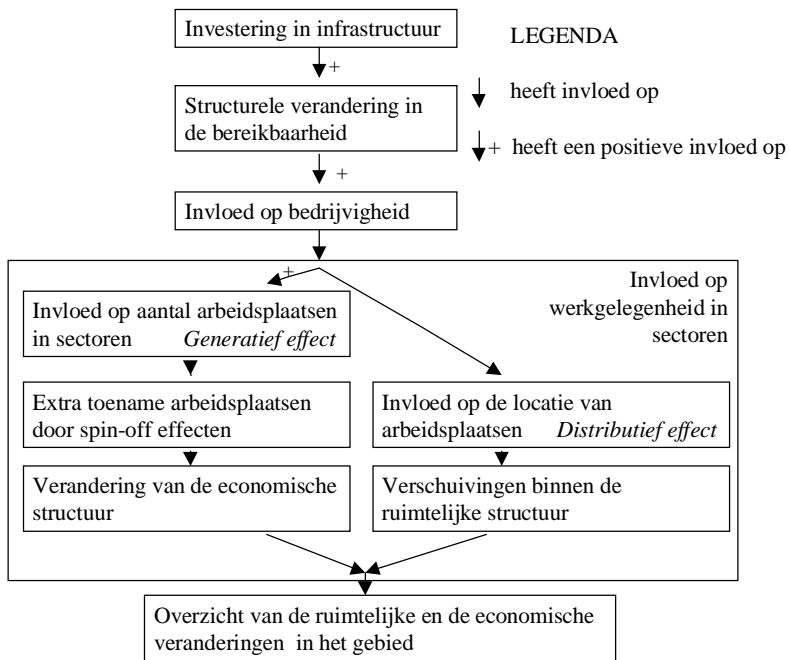 Investering in infrastructuur
LEGENDA
+
heeft invloed op
Structurele verandering in
de bereikbaarheid
+ heeft een positieve invloed op
+
Invloed op bedrijvigheid
+
Invloed op
werkgelegenheid in
sectoren
Invloed op aantal arbeidsplaatsen
in sectoren Generatief effect
Extra toename arbeidsplaatsen
door spin-off effecten
Invloed op de locatie van
arbeidsplaatsen Distributief effect
Verandering van de economische
structuur
Verschuivingen binnen de
ruimtelijke structuur
Overzicht van de ruimtelijke en de economische
veranderingen in het gebied